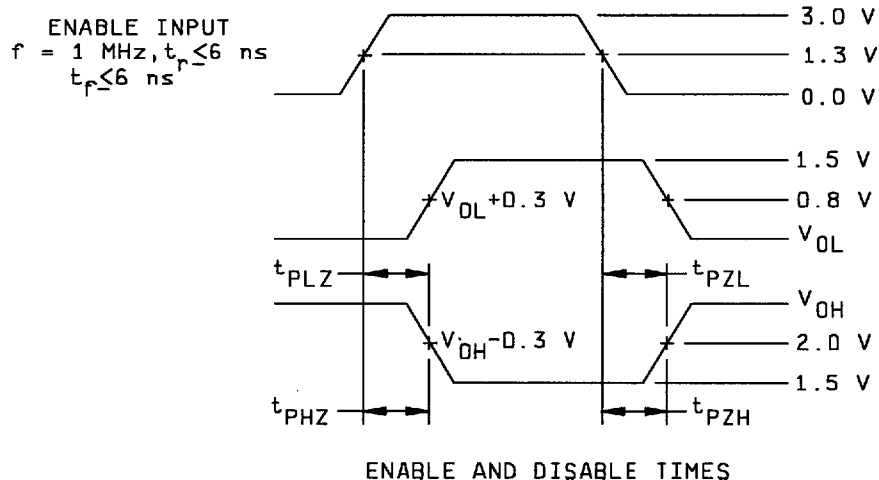 ENABLE INPUT
f = 1 MHz, tr≤6 ns
tf≤6 ns
3.0 V
1.3 V
0.0 V
1.5 V
VOL+0.3 V
0.8 V
VOL
tPLZ
tPZL
VOH
VOH-0.3 V
2.0 V
1.5 V
tPHZ
tPZH
ENABLE AND DISABLE TIMES